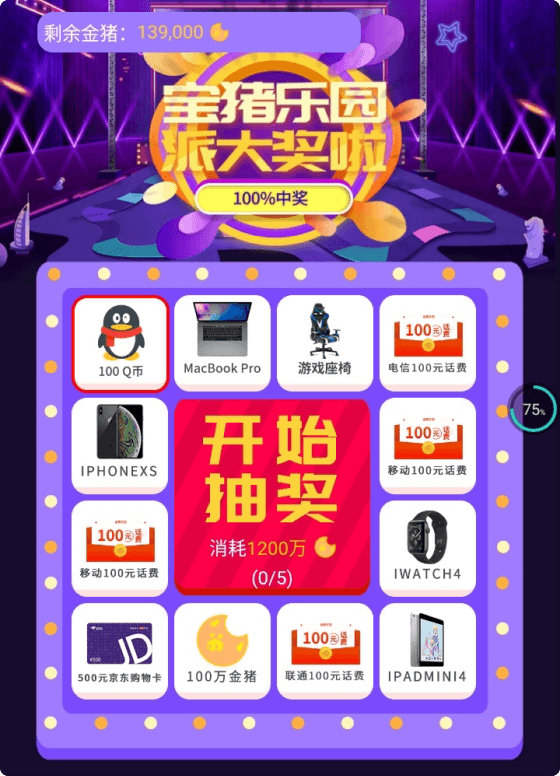 剩余金猪：139,000
宝猪乐园
派大奖啦
100%中奖
100 Q币
MacBook Pro
游戏座椅
100元话费
电信100元话费
75%
IPHONEXS
开始
抽奖
消耗1200万
(0/5)
100元话费
移动100元话费
100元话费
移动100元话费
IWATCH4
¥500
JD
500元京东购物卡
100万金猪
100元话费
联通100元话费
IPADMINI4